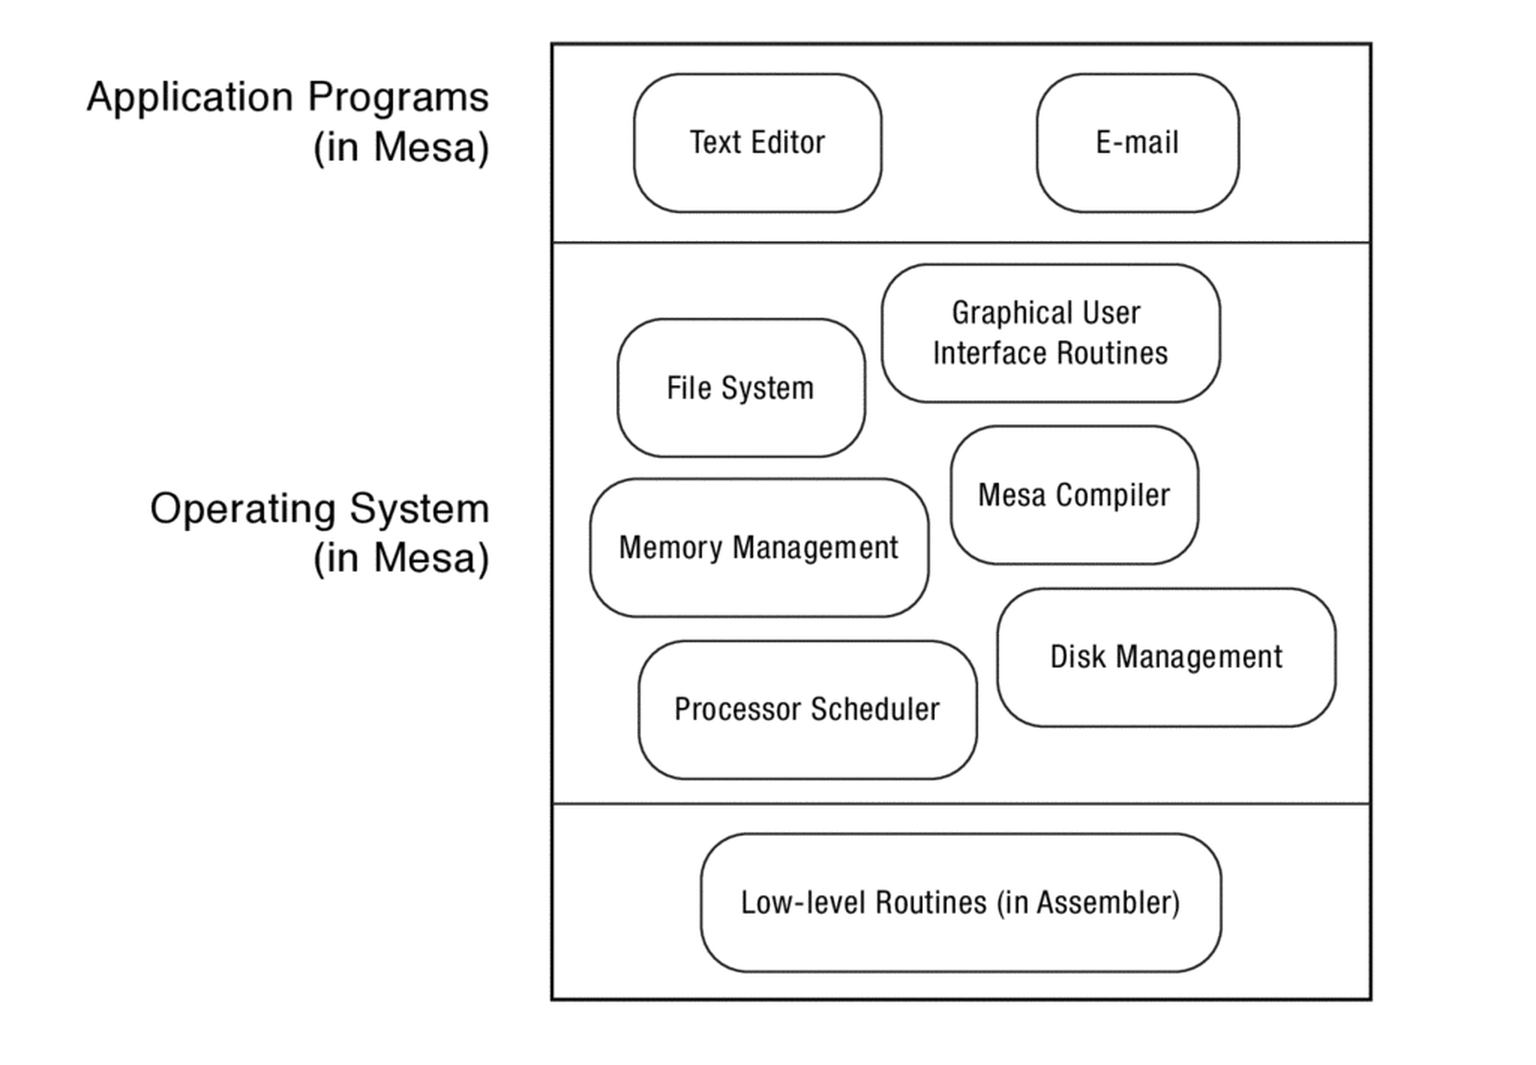 Application Programs
(in Mesa)
Text Editor
E-mail
Operating System
(in Mesa)
Graphical User
Interface Routines
File System
Mesa Compiler
Memory Management
Disk Management
Processor Scheduler
Low-level Routines (in Assembler)